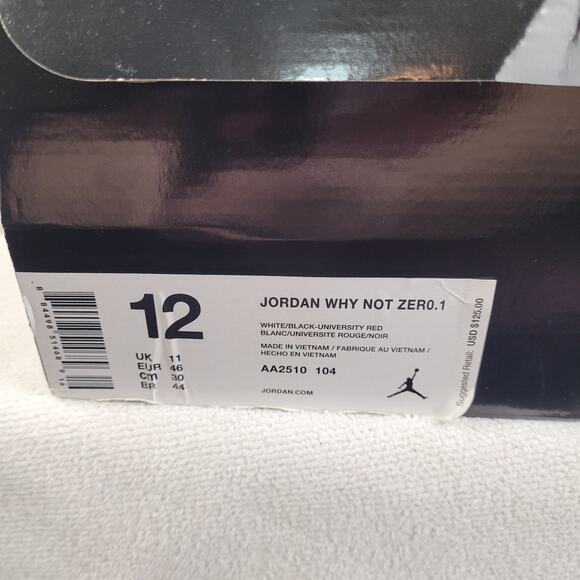 12
UK 11
EUR 46
cm 30
BR 44
JORDAN WHY NOT ZER0.1
WHITE/BLACK-UNIVERSITY RED
BLANC/UNIVERSITE ROUGE/NOIR
MADE IN VIETNAM / FABRIQUE AU VIETNAM /
HECHO EN VIETNAM
AA2510 104
JORDAN.COM
Suggested Retail: USD $125.00